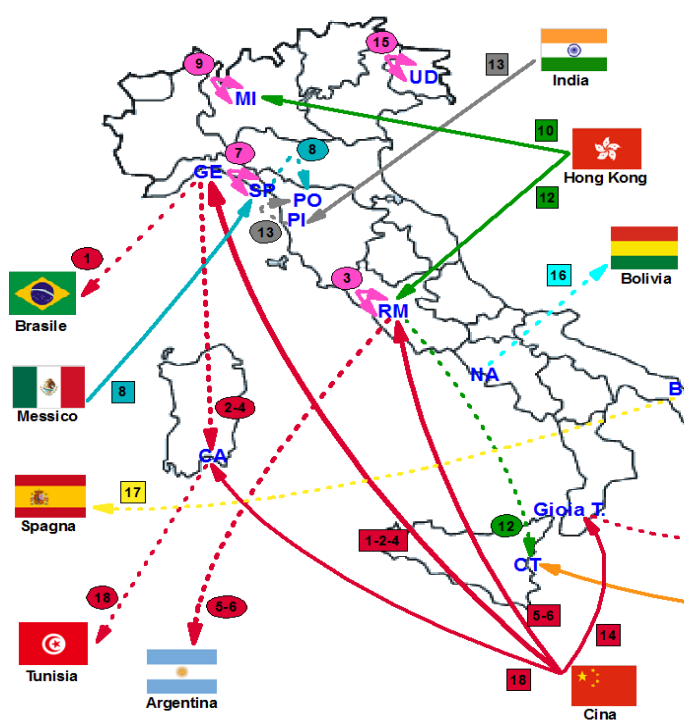 15
9
UD
MI
13
India
7
8
10
GE
SP
PO
PI
Hong Kong
12
13
3
16
Bolivia
1
RM
Brasile
NA
B
8
2-4
Messico
CA
17
Gioia T.
Spagna
12
1-2-4
CT
18
5-6
5-6
14
Tunisia
18
Argentina
Cina